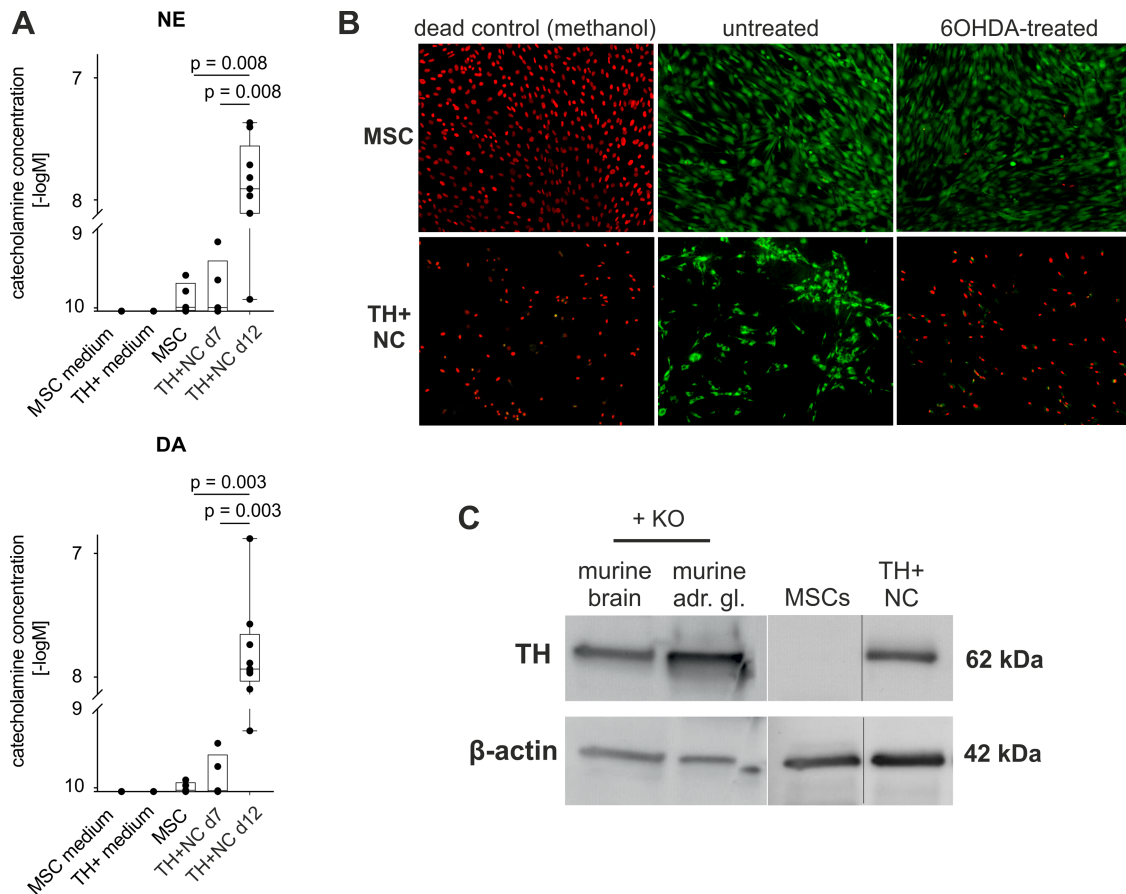 A
NE
catecholamine concentration
[-logM]
7
8
9
10
p = 0.008
p = 0.008
MSC medium
TH+ medium
MSC
TH+NC d7
TH+NC d12
DA
catecholamine concentration
[-logM]
7
8
9
10
p = 0.003
p = 0.003
MSC medium
TH+ medium
MSC
TH+NC d7
TH+NC d12
B
dead control (methanol) untreated 6OHDA-treated
MSC
TH+
NC
C
+ KO
murine
brain
murine
adr. gl.
MSCs
TH+
NC
TH
62 kDa
β-actin
42 kDa